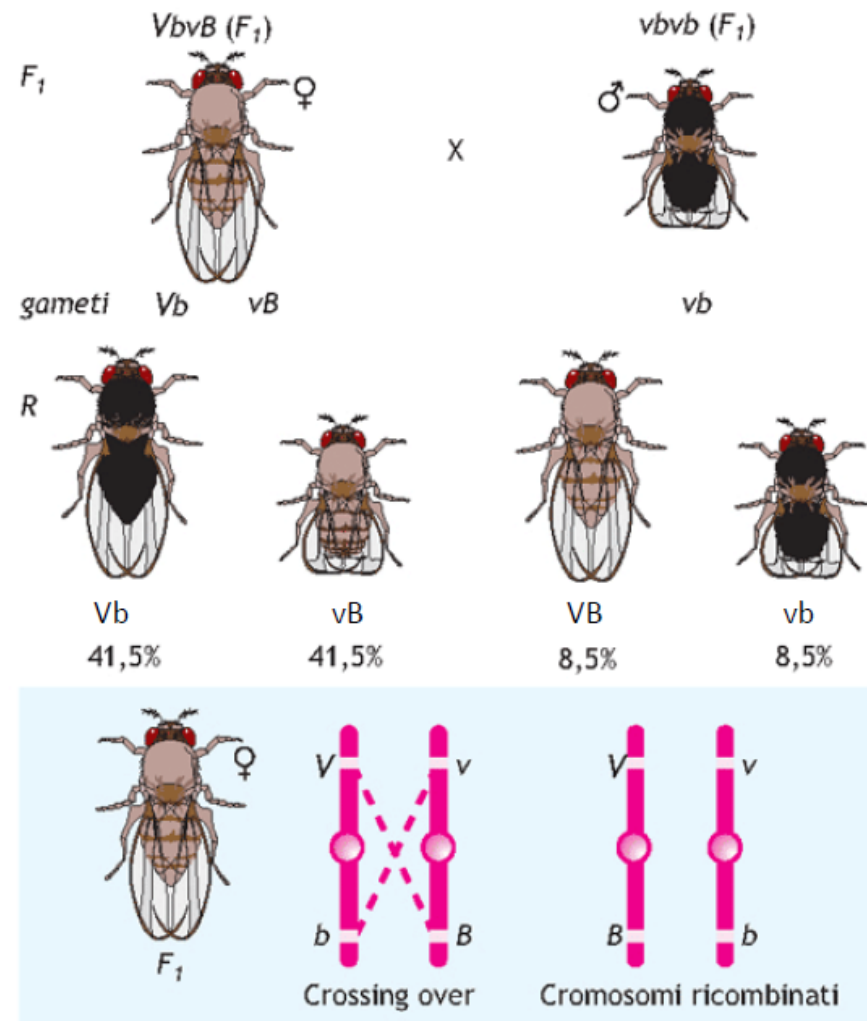 VbvB (F₁) vbvb (F₁)
F₁ ♀ X ♂
gameti Vb vB vb
R
Vb vB VB vb
41,5% 41,5% 8,5% 8,5%
♀ V v V v
b B B b
F₁
Crossing over Cromosomi ricombinati